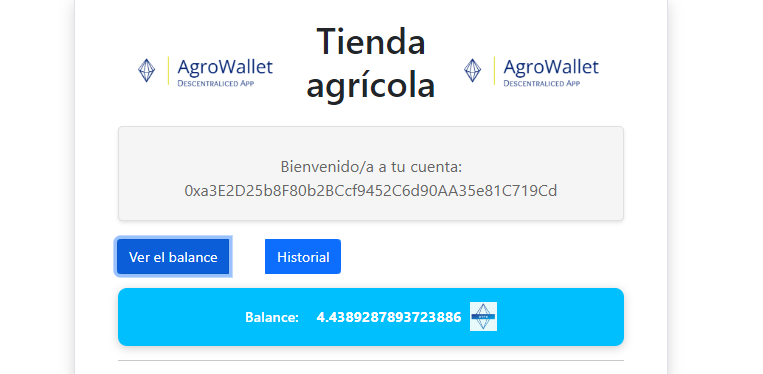 Tienda
agrícola
AgroWallet
Descentraliced App
AgroWallet
Descentraliced App
Bienvenido/a a tu cuenta:
0xa3E2D25b8F80b2BCcf9452C6d90AA35e81C719Cd
Ver el balance
Historial
Balance: 4.4389287893723886